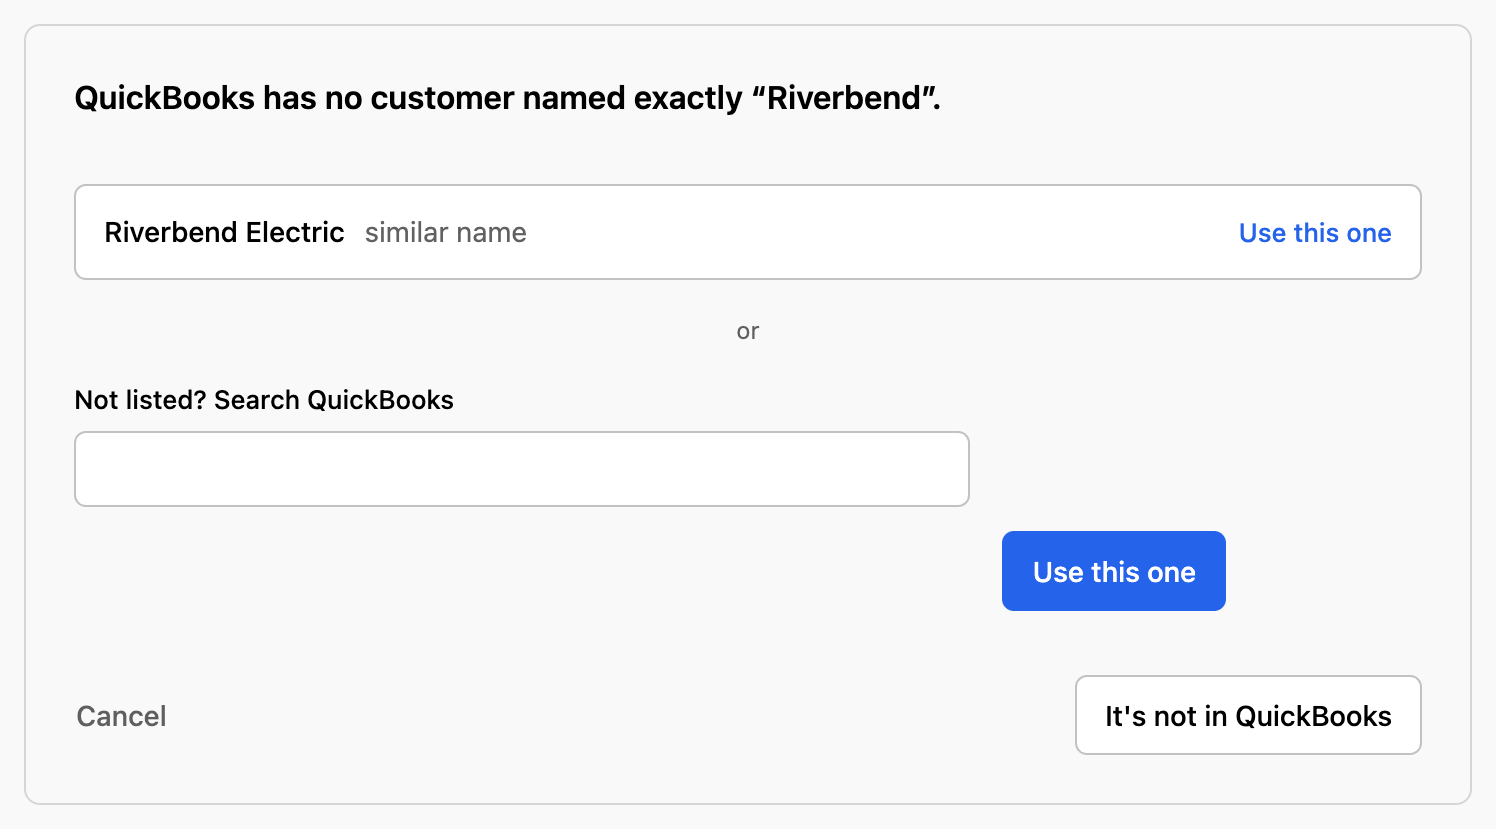 QuickBooks has no customer named exactly “Riverbend”.
Riverbend Electric similar name Use this one
or
Not listed? Search QuickBooks
Use this one
Cancel It's not in QuickBooks